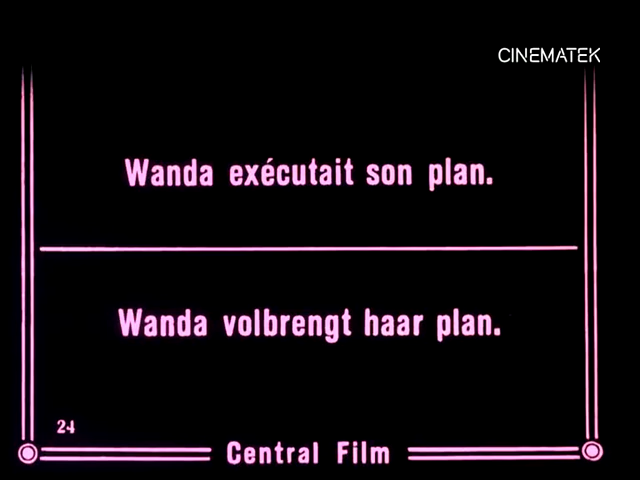 CINEMATEK
Wanda exécutait son plan.
Wanda volbrengt haar plan.
24
Central Film